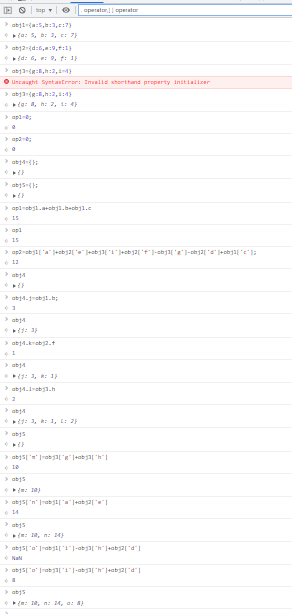 top
operator,| | operator
obj1={a:5,b:3,c:7}
{a: 5, b: 3, c: 7}
obj2={d:6,e:9,f:1}
{d: 6, e: 9, f: 1}
obj3={g:8,h:2,i=4}
Uncaught SyntaxError: Invalid shorthand property initializer
obj3={g:8,h:2,i:4}
{g: 8, h: 2, i: 4}
op1=0;
0
op2=0;
0
obj4={};
{}
obj5={};
{}
op1=obj1.a+obj1.b+obj1.c
15
op1
15
op2=obj1['a']+obj2['e']+obj3['i']+obj2['f']-obj3['g']-obj2['d']+obj1['c'];
12
obj4
{}
obj4.j=obj1.b;
3
obj4
{j: 3}
obj4.k=obj2.f
1
obj4
{j: 3, k: 1}
obj4.l=obj3.h
2
obj4
{j: 3, k: 1, l: 2}
obj5
{}
obj5['m']=obj3['g']+obj3['h']
10
obj5
{m: 10}
obj5['n']=obj1['a']+obj2['e']
14
obj5
{m: 10, n: 14}
obj5['o']=obj1['i']-obj3['h']+obj2['d']
NaN
obj5['o']=obj3['i']-obj3['h']+obj2['d']
8
obj5
{m: 10, n: 14, o: 8}